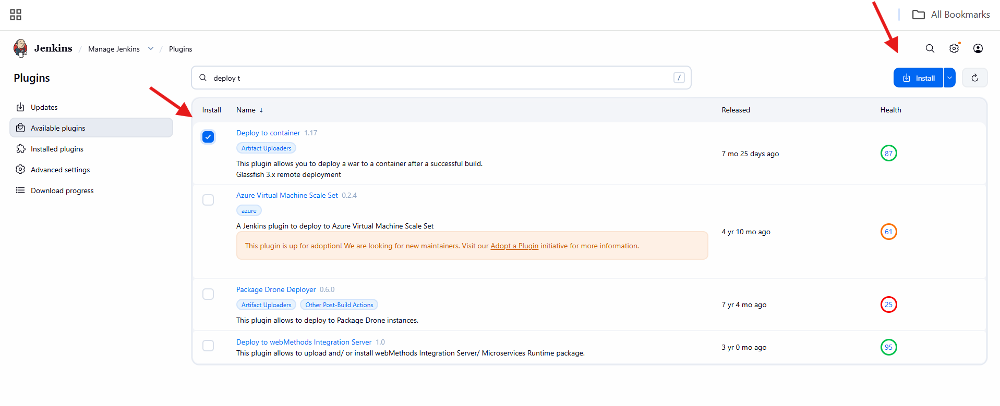 All Bookmarks
Jenkins / Manage Jenkins / Plugins
Plugins
deploy t
/
Install
Updates
Available plugins
Installed plugins
Advanced settings
Download progress
Install Name ↓ Released Health
Deploy to container 1.17
Artifact Uploaders
This plugin allows you to deploy a war to a container after a successful build.
Glassfish 3.x remote deployment
7 mo 25 days ago
87
Azure Virtual Machine Scale Set 0.2.4
azure
A Jenkins plugin to deploy to Azure Virtual Machine Scale Set
This plugin is up for adoption! We are looking for new maintainers. Visit our Adopt a Plugin initiative for more information.
4 yr 10 mo ago
61
Package Drone Deployer 0.6.0
Artifact Uploaders Other Post-Build Actions
This plugin allows to deploy to Package Drone instances.
7 yr 4 mo ago
25
Deploy to webMethods Integration Server 1.0
This plugin allows to upload and/ or install webMethods Integration Server/ Microservices Runtime package.
3 yr 0 mo ago
95